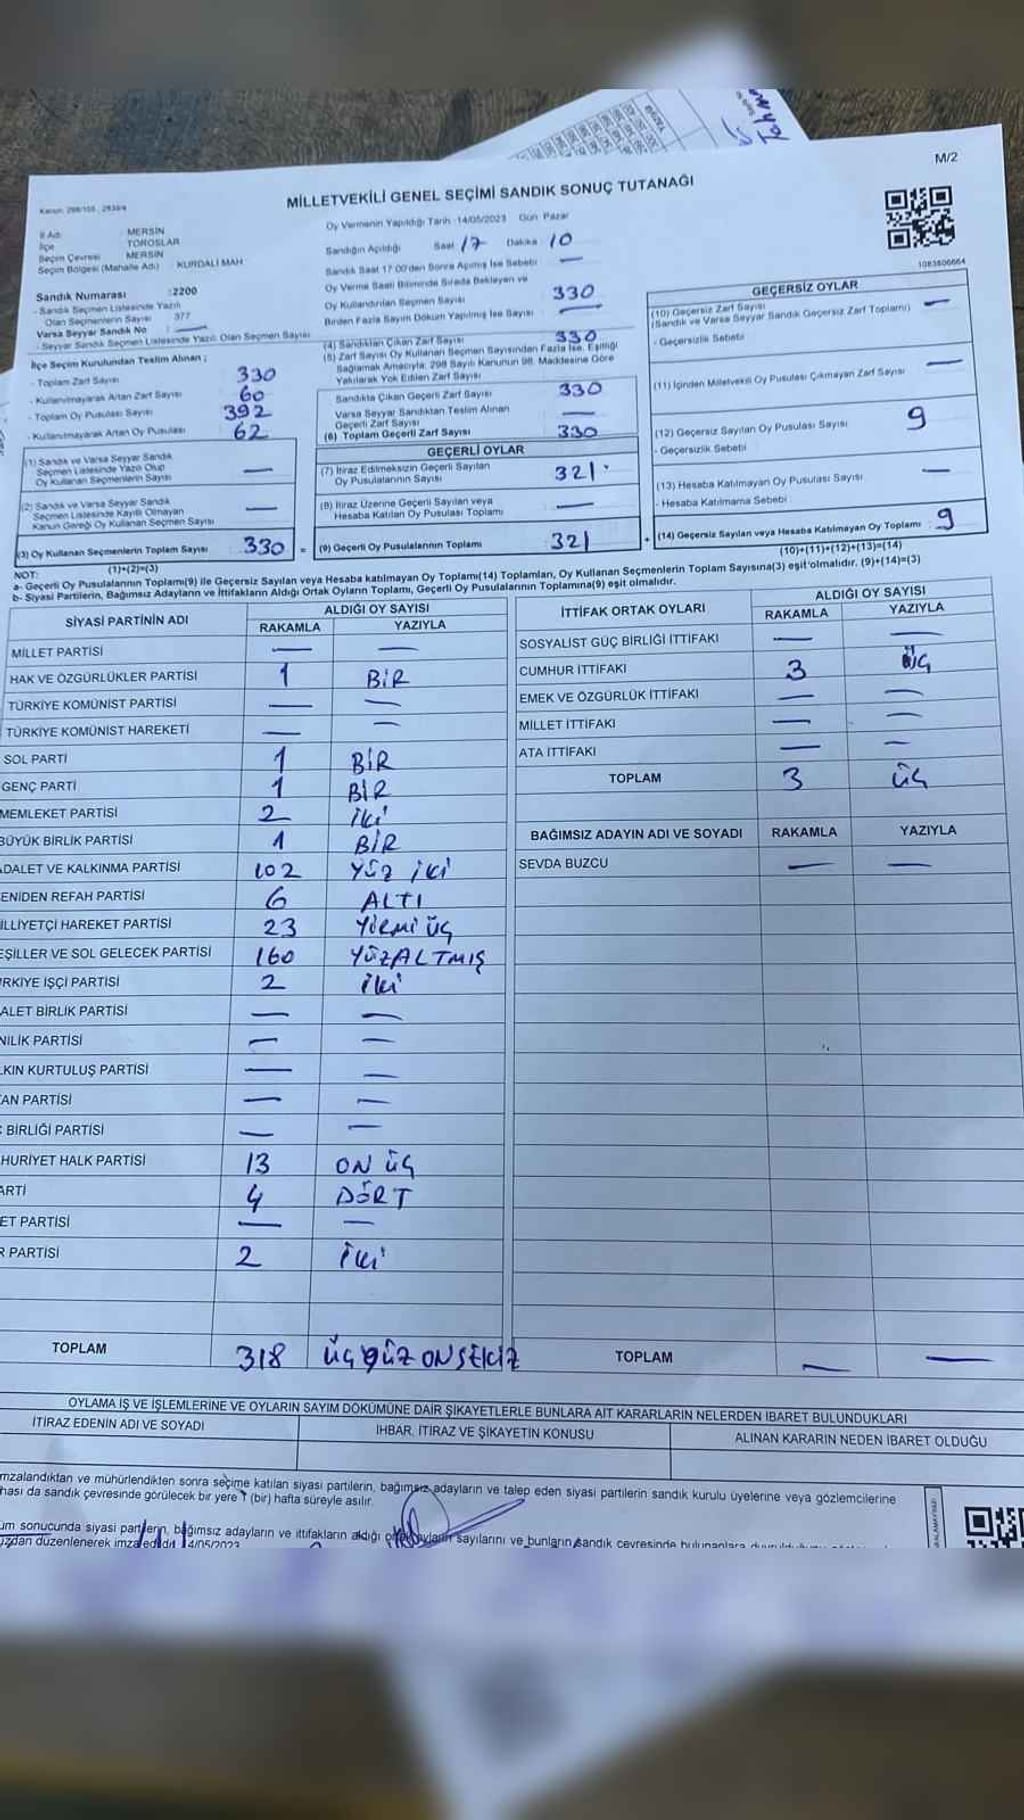 M/2
MİLLETVEKİLİ GENEL SEÇİMİ SANDIK SONUÇ TUTANAĞI
İl Adı : MERSİN
İlçe : TOROSLAR
Seçim Çevresi : MERSİN
Seçim Bölgesi (Mahalle Adı) : KURDALİ MAH
Oy Vermenin Yapıldığı Tarih :14/05/2023 Gün: Pazar
Sandığın Açıldığı Saat 17 Dakika 10
Sandık Saat 17:00'den Sonra Açılmış İse Sebebi —
Oy Verme Saati Bitiminde Sırada Bekleyen ve
Oy Kullandırılan Seçmen Sayısı 330
Birden Fazla Sayım Döküm Yapılmış İse Sayısı —
1083800664
Sandık Numarası :2200
- Sandık Seçmen Listesinde Yazılı
Olan Seçmenlerin Sayısı 377
Varsa Seyyar Sandık No : —
- Seyyar Sandık Seçmen Listesinde Yazılı Olan Seçmen Sayısı
İlçe Seçim Kurulundan Teslim Alınan ;
- Toplam Zarf Sayısı 330
- Kullanılmayarak Artan Zarf Sayısı 60
- Toplam Oy Pusulası Sayısı 392
- Kullanılmayarak Artan Oy Pusulası 62
(1) Sandık ve Varsa Seyyar Sandık
Seçmen Listesinde Yazılı Olup
Oy Kullanan Seçmenlerin Sayısı —
(2) Sandık ve Varsa Seyyar Sandık
Seçmen Listesinde Kayıtlı Olmayan
Kanun Gereği Oy Kullanan Seçmen Sayısı —
(3) Oy Kullanan Seçmenlerin Toplam Sayısı 330 =
(1)+(2)=(3)
(4) Sandıktan Çıkan Zarf Sayısı 330
(5) Zarf Sayısı Oy Kullanan Seçmen Sayısından Fazla İse, Eşitliği
Sağlamak Amacıyla, 298 Sayılı Kanunun 98. Maddesine Göre
Yakılarak Yok Edilen Zarf Sayısı
Sandıkta Çıkan Geçerli Zarf Sayısı 330
Varsa Seyyar Sandıktan Teslim Alınan
Geçerli Zarf Sayısı —
(6) Toplam Geçerli Zarf Sayısı 330
GEÇERLİ OYLAR
(7) İtiraz Edilmeksizin Geçerli Sayılan
Oy Pusulalarının Sayısı 321
(8) İtiraz Üzerine Geçerli Sayılan veya
Hesaba Katılan Oy Pusulası Toplamı —
(9) Geçerli Oy Pusulalarının Toplamı 321 +
GEÇERSİZ OYLAR
(10) Geçersiz Zarf Sayısı
(Sandık ve Varsa Seyyar Sandık Geçersiz Zarf Toplamı) —
- Geçersizlik Sebebi
(11) İçinden Milletvekili Oy Pusulası Çıkmayan Zarf Sayısı —
(12) Geçersiz Sayılan Oy Pusulası Sayısı 9
- Geçersizlik Sebebi
(13) Hesaba Katılmayan Oy Pusulası Sayısı —
- Hesaba Katılmama Sebebi
(14) Geçersiz Sayılan veya Hesaba Katılmayan Oy Toplamı 9
(10)+(11)+(12)+(13)=(14)
NOT:
a- Geçerli Oy Pusulalarının Toplamı(9) ile Geçersiz Sayılan veya Hesaba katılmayan Oy Toplamı(14) Toplamları, Oy Kullanan Seçmenlerin Toplam Sayısına(3) eşit olmalıdır. (9)+(14)=(3)
b- Siyasi Partilerin, Bağımsız Adayların ve İttifakların Aldığı Ortak Oyların Toplamı, Geçerli Oy Pusulalarının Toplamına(9) eşit olmalıdır.
SİYASİ PARTİNİN ADI ALDIĞI OY SAYISI
RAKAMLA YAZIYLA
MİLLET PARTİSİ — —
HAK VE ÖZGÜRLÜKLER PARTİSİ 1 BİR
TÜRKİYE KOMÜNİST PARTİSİ — —
TÜRKİYE KOMÜNİST HAREKETİ — —
SOL PARTİ 1 BİR
GENÇ PARTİ 1 BİR
MEMLEKET PARTİSİ 2 İKİ
BÜYÜK BİRLİK PARTİSİ 1 BİR
ADALET VE KALKINMA PARTİSİ 102 YÜZ İKİ
ENİDEN REFAH PARTİSİ 6 ALTI
İLLİYETÇİ HAREKET PARTİSİ 23 YİRMİ ÜÇ
EŞİLLER VE SOL GELECEK PARTİSİ 160 YÜZALTMIŞ
RKİYE İŞÇİ PARTİSİ 2 İKİ
ALET BİRLİK PARTİSİ — —
NİLİK PARTİSİ — —
LKIN KURTULUŞ PARTİSİ — —
AN PARTİSİ — —
BİRLİĞİ PARTİSİ — —
HURİYET HALK PARTİSİ 13 ON ÜÇ
ARTİ 4 DÖRT
ET PARTİSİ — —
R PARTİSİ 2 İKİ
TOPLAM 318 ÜÇ YÜZ ONSEKİZ
İTTİFAK ORTAK OYLARI ALDIĞI OY SAYISI
RAKAMLA YAZIYLA
SOSYALİST GÜÇ BİRLİĞİ İTTİFAKI — —
CUMHUR İTTİFAKI 3 ÜÇ
EMEK VE ÖZGÜRLÜK İTTİFAKI — —
MİLLET İTTİFAKI — —
ATA İTTİFAKI — —
TOPLAM 3 ÜÇ
BAĞIMSIZ ADAYIN ADI VE SOYADI RAKAMLA YAZIYLA
SEVDA BUZCU — —
TOPLAM — —
OYLAMA İŞ VE İŞLEMLERİNE VE OYLARIN SAYIM DÖKÜMÜNE DAİR ŞİKAYETLERLE BUNLARA AİT KARARLARIN NELERDEN İBARET BULUNDUKLARI
İTİRAZ EDENİN ADI VE SOYADI İHBAR, İTİRAZ VE ŞİKAYETİN KONUSU ALINAN KARARIN NEDEN İBARET OLDUĞU
mzalandıktan ve mühürlendikten sonra seçime katılan siyasi partilerin, bağımsız adayların ve talep eden siyasi partilerin sandık kurulu üyelerine veya gözlemcilerine
hası da sandık çevresinde görülecek bir yere 1 (bir) hafta süreyle asılır.
üm sonucunda siyasi partilerin, bağımsız adayların ve ittifakların aldığı sayılarını ve bunların sandık çevresinde
düzenlenerek imza edildi. 14/05/2023